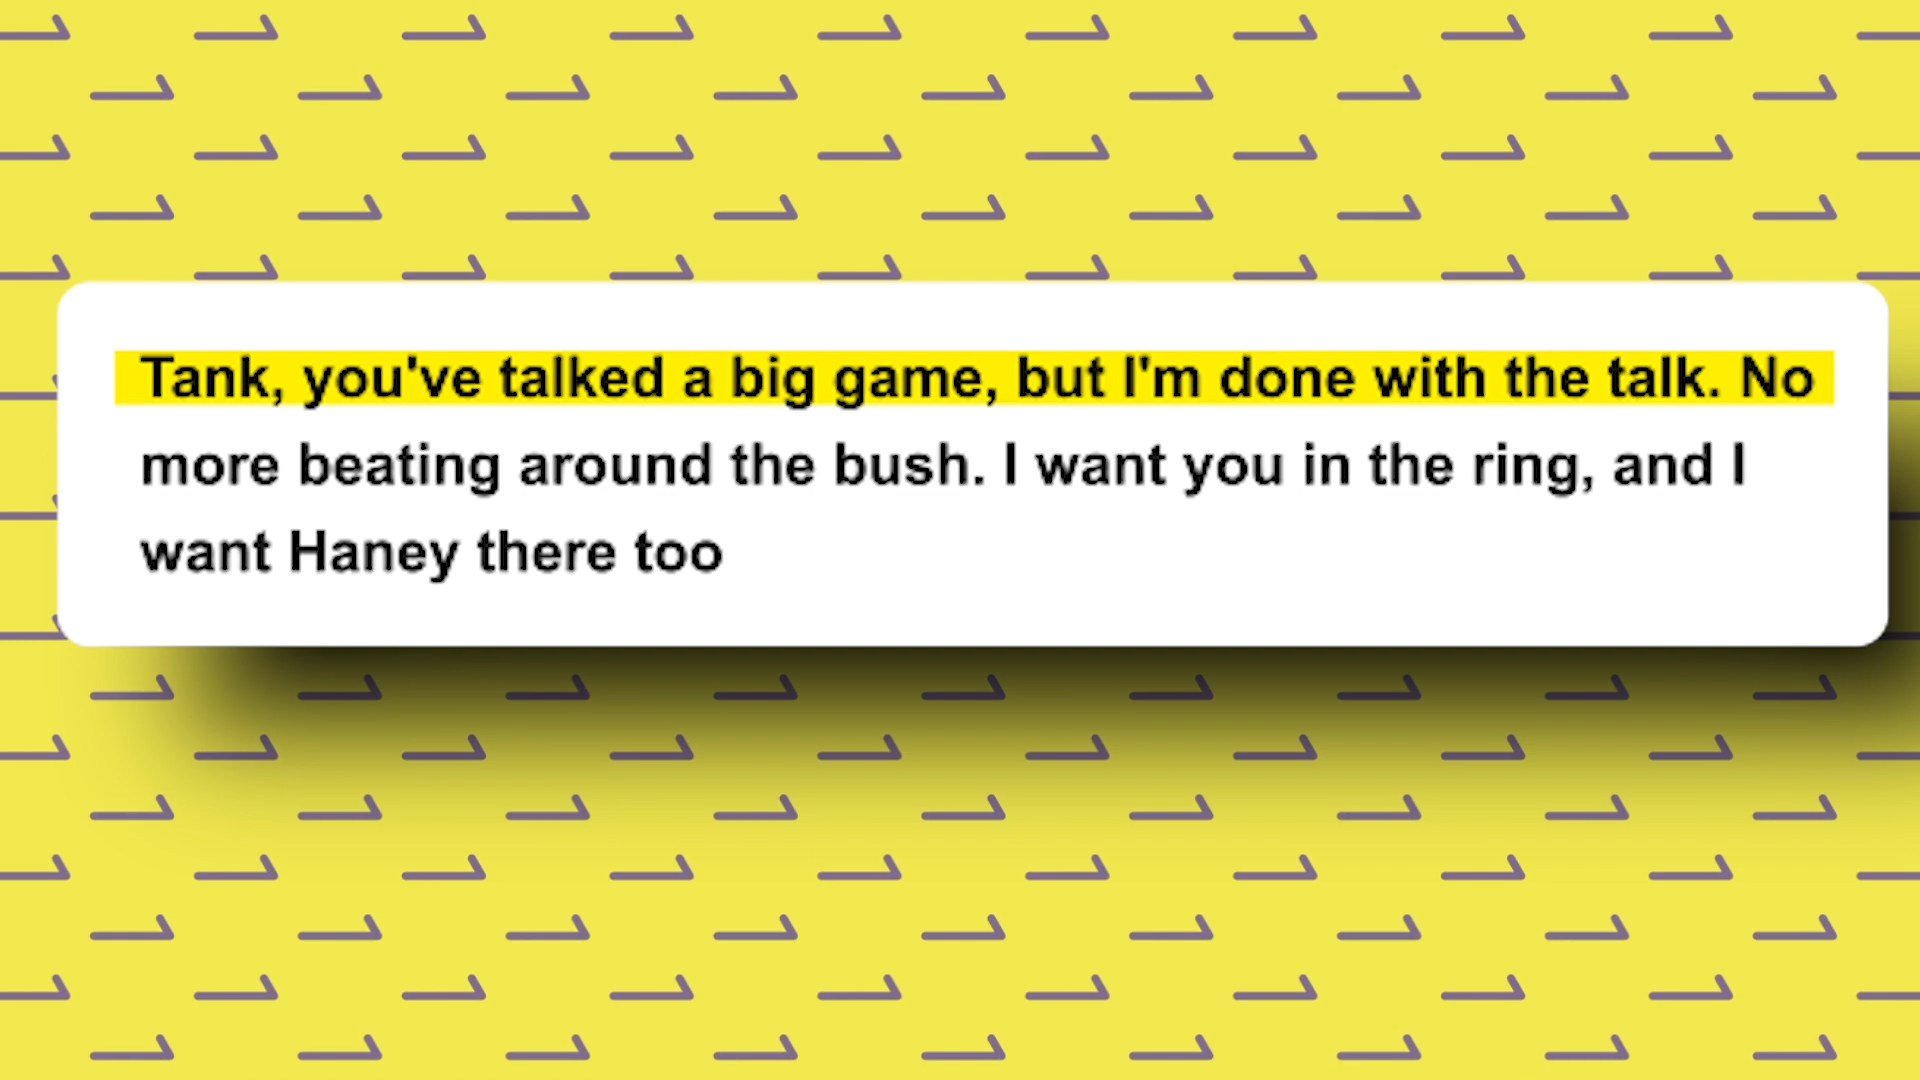 Tank, you've talked a big game, but I'm done with the talk. No
more beating around the bush. I want you in the ring, and I
want Haney there too